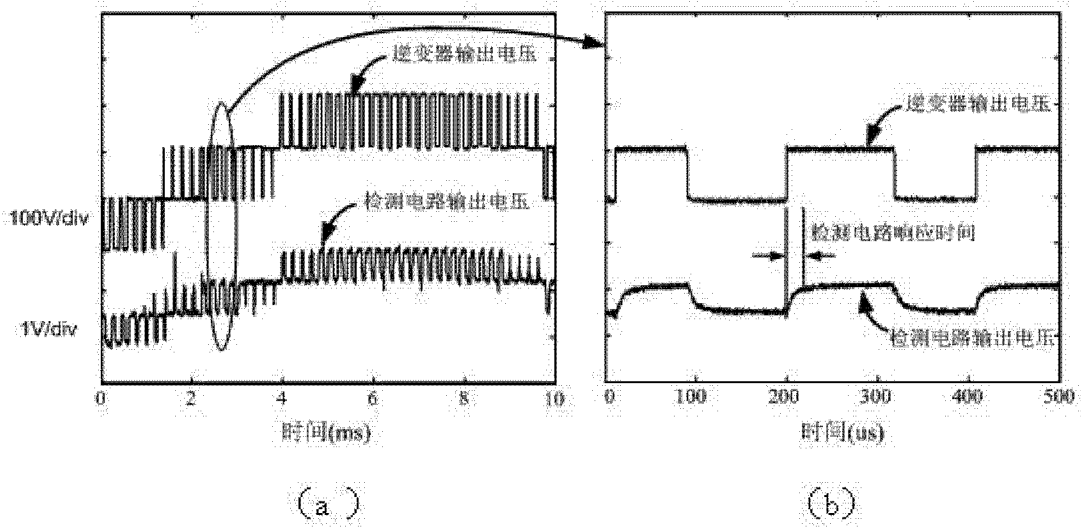 逆变器输出电压
检测电路输出电压
100V/div
1V/div
0 2 4 6 8 10
时间(ms)
(a)
逆变器输出电压
检测电路响应时间
检测电路输出电压
0 100 200 300 400 500
时间(us)
(b)